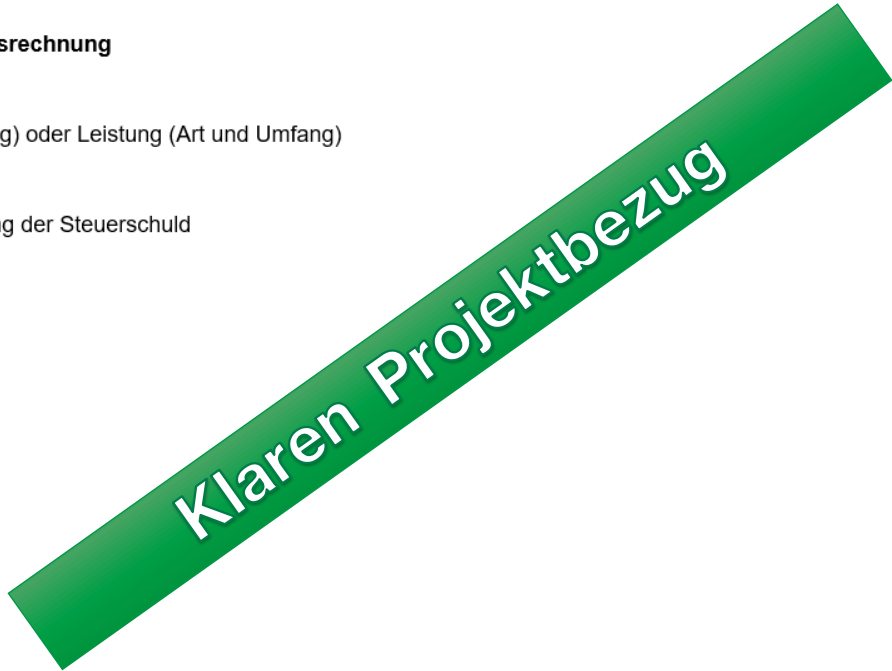 srechnung
g) oder Leistung (Art und Umfang)
g der Steuerschuld
Klaren Projektbezug